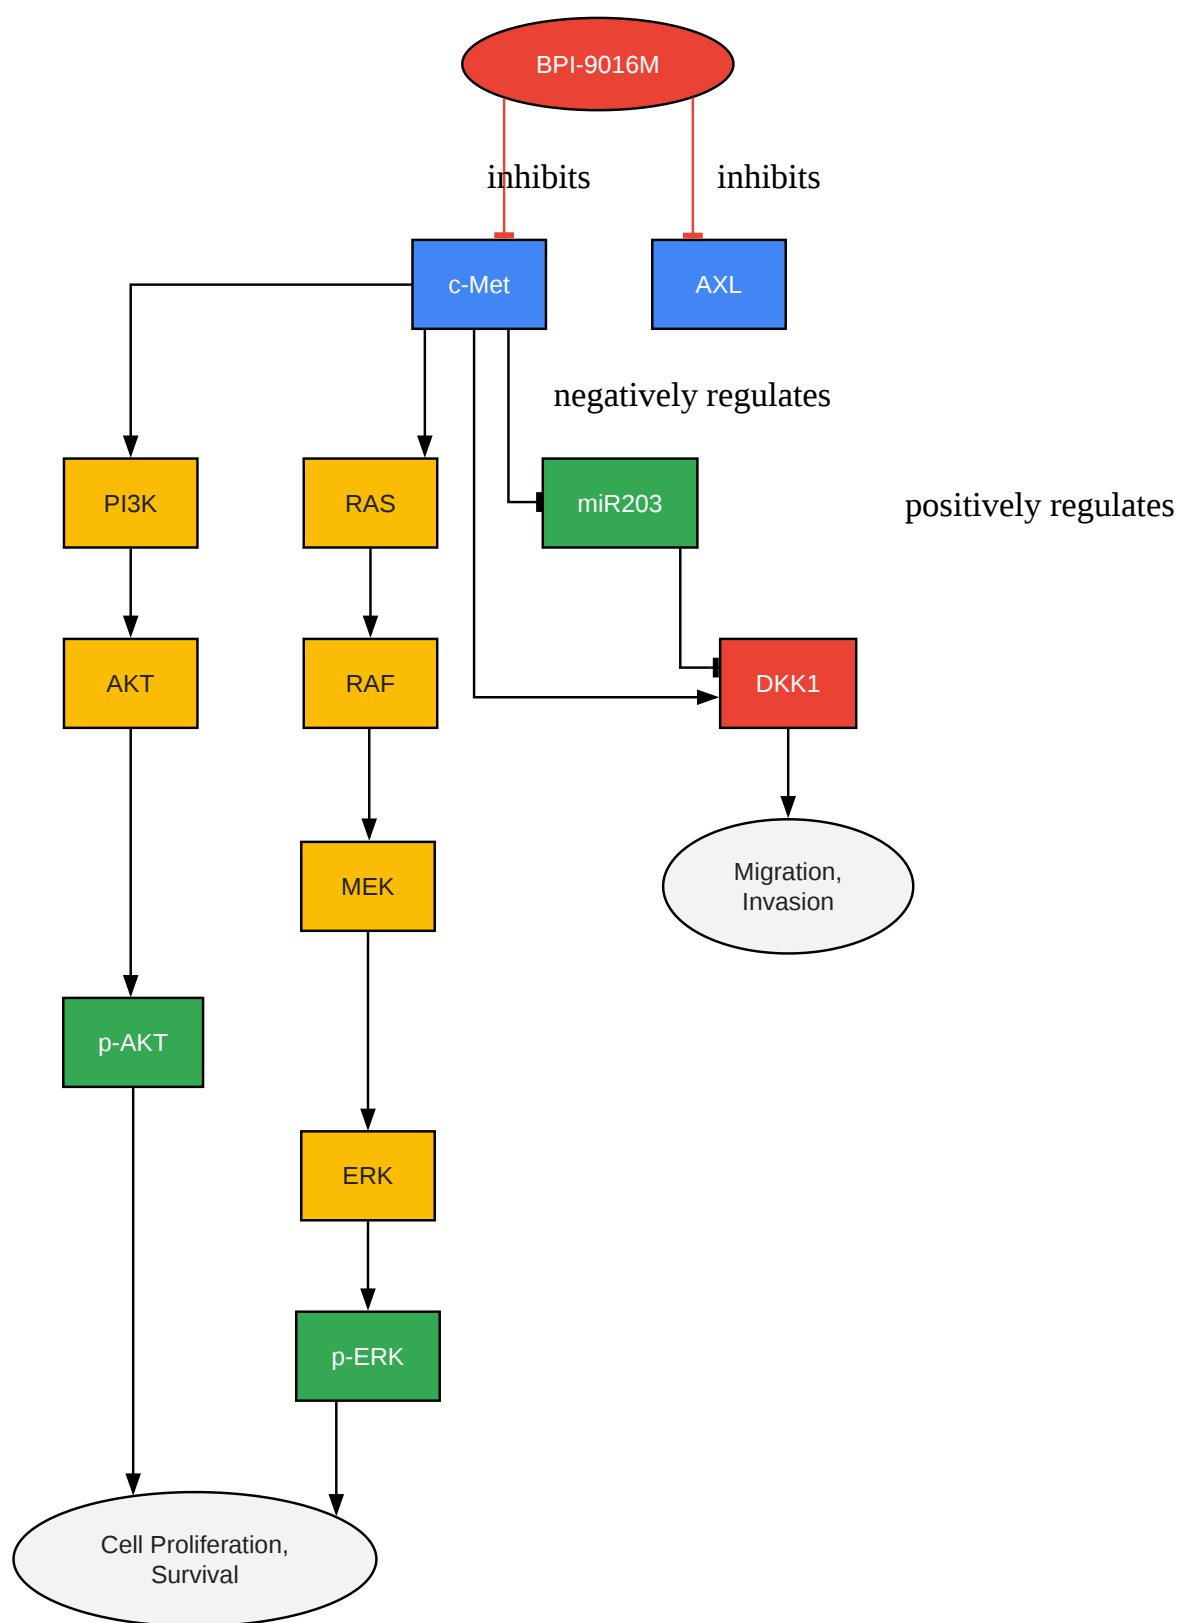 BPI-9016M
inhibits
inhibits
c-Met
AXL
negatively regulates
PI3K
RAS
miR203
positively regulates
AKT
RAF
DKK1
MEK
Migration,
Invasion
p-AKT
ERK
p-ERK
Cell Proliferation,
Survival